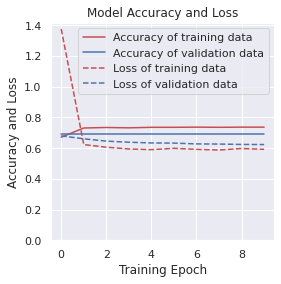 Model Accuracy and Loss
Accuracy of training data
Accuracy of validation data
Loss of training data
Loss of validation data
Accuracy and Loss
1.4
1.2
1.0
0.8
0.6
0.4
0.2
0.0
0 2 4 6 8
Training Epoch